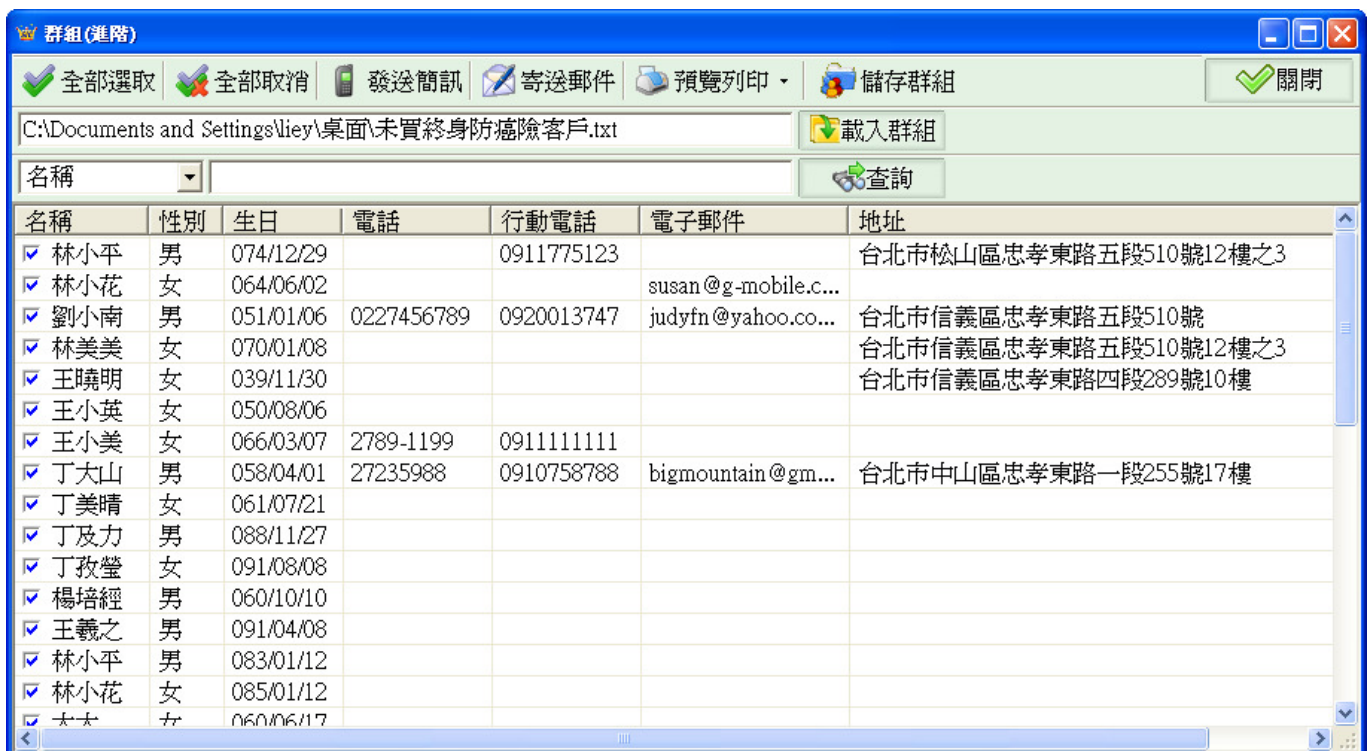 群組(進階)
全部選取 全部取消 發送簡訊 寄送郵件 預覽列印 儲存群組 關閉
C:\Documents and Settings\liey\桌面\未買終身防癌險客戶.txt 載入群組
名稱 查詢
名稱 性別 生日 電話 行動電話 電子郵件 地址
林小平 男 074/12/29 0911775123 台北市松山區忠孝東路五段510號12樓之3
林小花 女 064/06/02 susan@g-mobile.c...
劉小南 男 051/01/06 0227456789 0920013747 judyfn@yahoo.co... 台北市信義區忠孝東路五段510號
林美美 女 070/01/08 台北市信義區忠孝東路五段510號12樓之3
王曉明 女 039/11/30 台北市信義區忠孝東路四段289號10樓
王小英 女 050/08/06
王小美 女 066/03/07 2789-1199 0911111111
丁大山 男 058/04/01 27235988 0910758788 bigmountain@gm... 台北市中山區忠孝東路一段255號17樓
丁美晴 女 061/07/21
丁及力 男 088/11/27
丁孜瑩 女 091/08/08
楊培經 男 060/10/10
王羲之 男 091/04/08
林小平 男 083/01/12
林小花 女 085/01/12
女 060/06/17